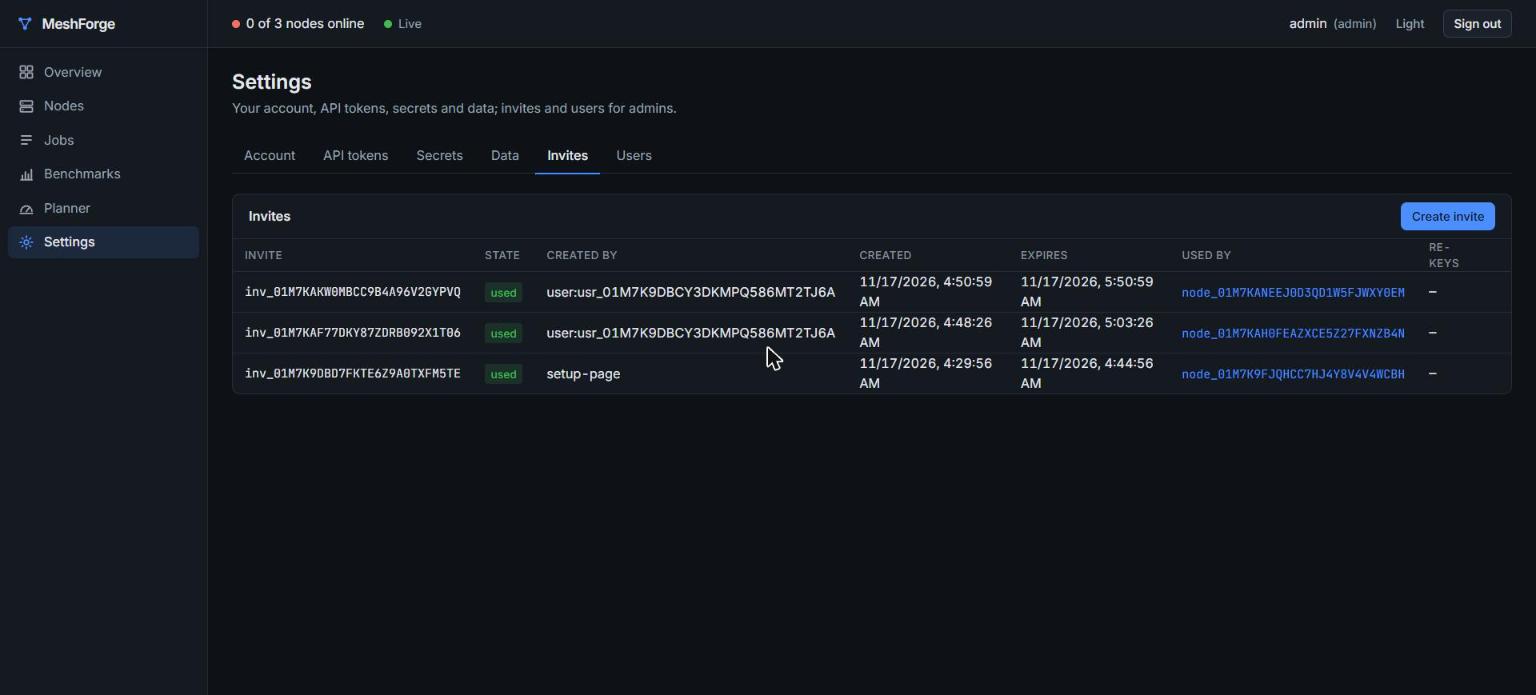 MeshForge
0 of 3 nodes online
Live
admin (admin)
Light
Sign out
Overview
Nodes
Jobs
Benchmarks
Planner
Settings
Settings
Your account, API tokens, secrets and data; invites and users for admins.
Account
API tokens
Secrets
Data
Invites
Users
Invites
Create invite
INVITE STATE CREATED BY CREATED EXPIRES USED BY RE-
KEYS
inv_01M7KAKW0MBCC9B4A96V2GYPVQ used user:usr_01M7K9DBCY3DKMPQ586MT2TJ6A 11/17/2026, 4:50:59 11/17/2026, 5:50:59 node_01M7KANEEJ0D3QD1W5FJWXY0EM –
AM AM
inv_01M7KAF77DKY87ZDRB092X1T06 used user:usr_01M7K9DBCY3DKMPQ586MT2TJ6A 11/17/2026, 4:48:26 11/17/2026, 5:03:26 node_01M7KAH0FEAZXCE5Z27FXNZB4N –
AM AM
inv_01M7K9DBD7FKTE6Z9A0TXFM5TE used setup-page 11/17/2026, 4:29:56 11/17/2026, 4:44:56 node_01M7K9FJQHCC7HJ4Y8V4V4WCBH –
AM AM